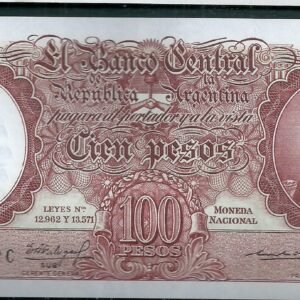 El Banco Central
DE LA
República Argentina
pagará al portador y a la vista
Cien pesos
LEYES Nos
12.962 Y 13.571
100
PESOS
MONEDA
NACIONAL
C
GERENTE